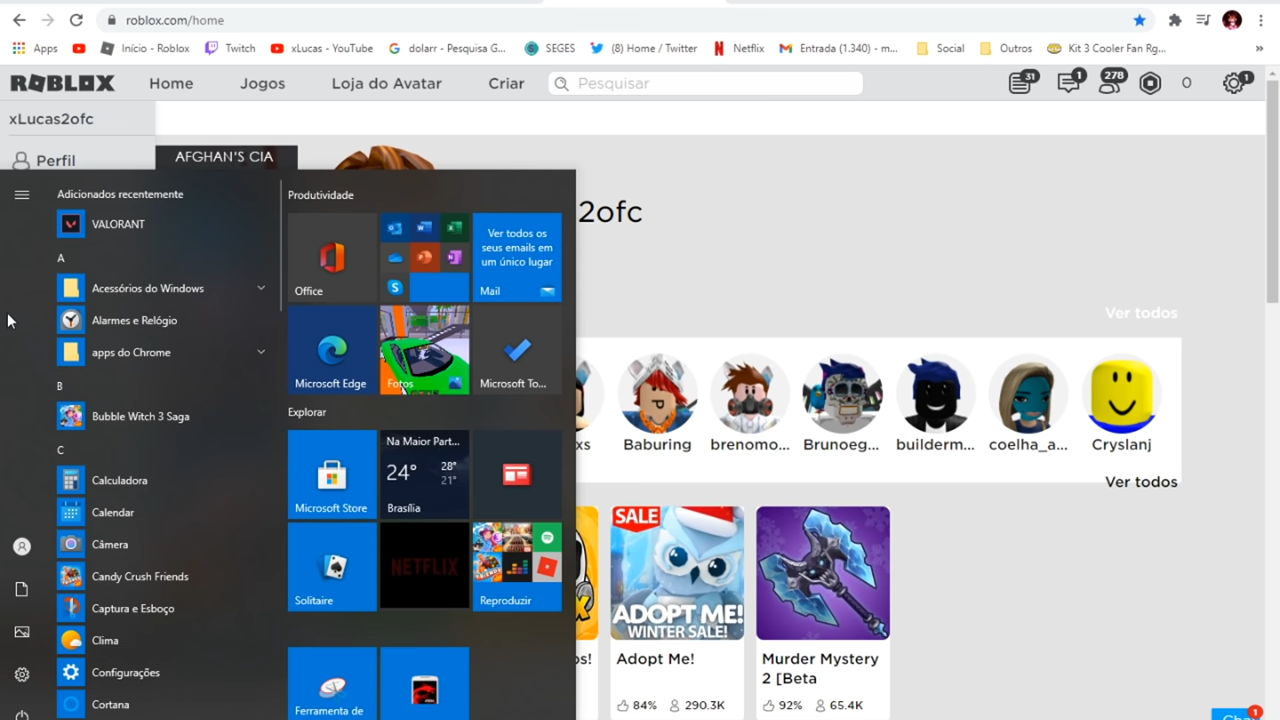 roblox.com/home
Apps
Início - Roblox
Twitch
xLucas - YouTube
dolarr - Pesquisa G...
SEGES
(8) Home / Twitter
Netflix
Entrada (1.340) - m...
Social
Outros
Kit 3 Cooler Fan Rg...
»
ROBLOX
Home
Jogos
Loja do Avatar
Criar
Pesquisar
31
1
278
0
1
xLucas2ofc
Perfil
AFGHAN'S CIA
2ofc
Adicionados recentemente
VALORANT
A
Acessórios do Windows
Alarmes e Relógio
apps do Chrome
B
Bubble Witch 3 Saga
C
Calculadora
Calendar
Câmera
Candy Crush Friends
Captura e Esboço
Clima
Configurações
Cortana
Produtividade
Office
Ver todos os
seus emails em
um único lugar
Mail
Microsoft Edge
Fotos
Microsoft To...
Explorar
Microsoft Store
Na Maior Part...
24°
28°
21°
Brasília
Solitaire
NETFLIX
Reproduzir
Ferramenta de
Ver todos
xs
Baburing
brenomo...
Brunoeg...
builderm...
coelha_a...
Cryslanj
Ver todos
SALE
ADOPT ME!
WINTER SALE!
s!
Adopt Me!
84%
290.3K
Murder Mystery
2 [Beta
92%
65.4K
1